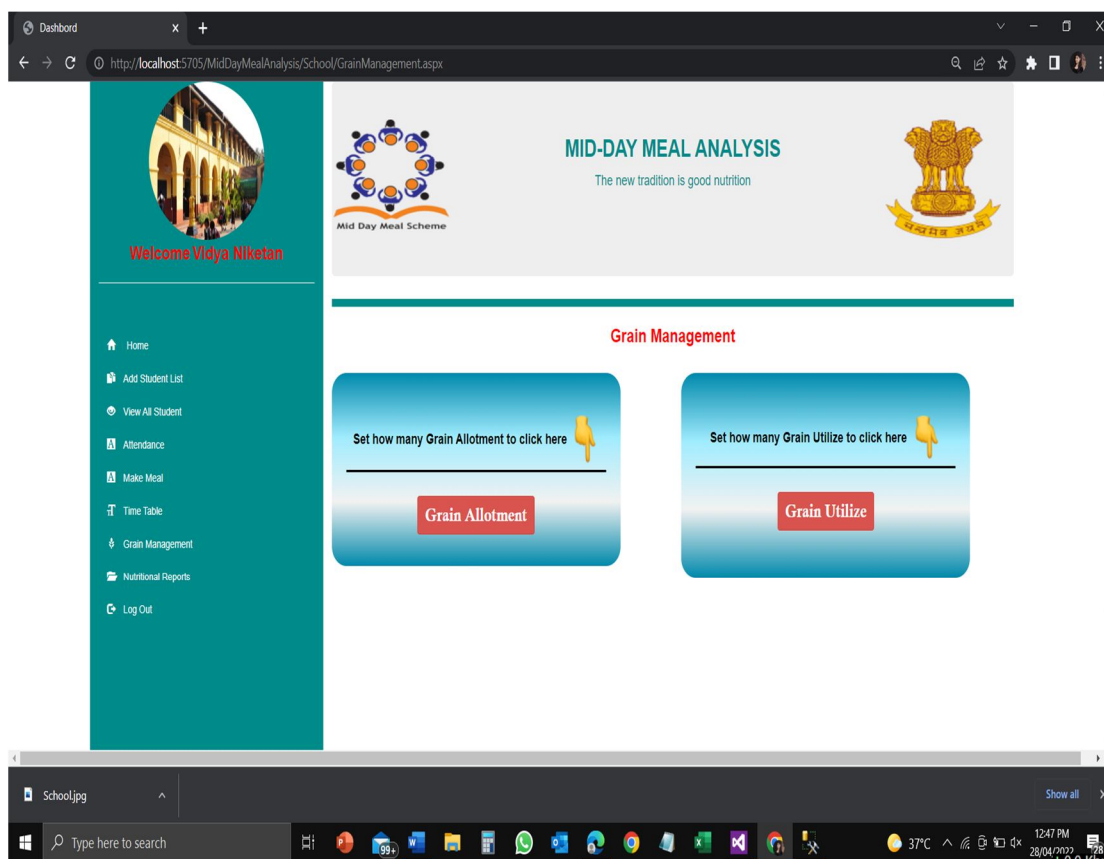 Dashbord
http://localhost:5705/MidDayMealAnalysis/School/GrainManagement.aspx
Welcome Vidya Niketan
Home
Add Student List
View All Student
Attendance
Make Meal
Time Table
Grain Management
Nutritional Reports
Log Out
Mid Day Meal Scheme
MID-DAY MEAL ANALYSIS
The new tradition is good nutrition
सत्यमेव जयते
Grain Management
Set how many Grain Allotment to click here
Grain Allotment
Set how many Grain Utilize to click here
Grain Utilize
School.jpg
Show all
Type here to search
99+
37°C
12:47 PM
28/04/2022
28